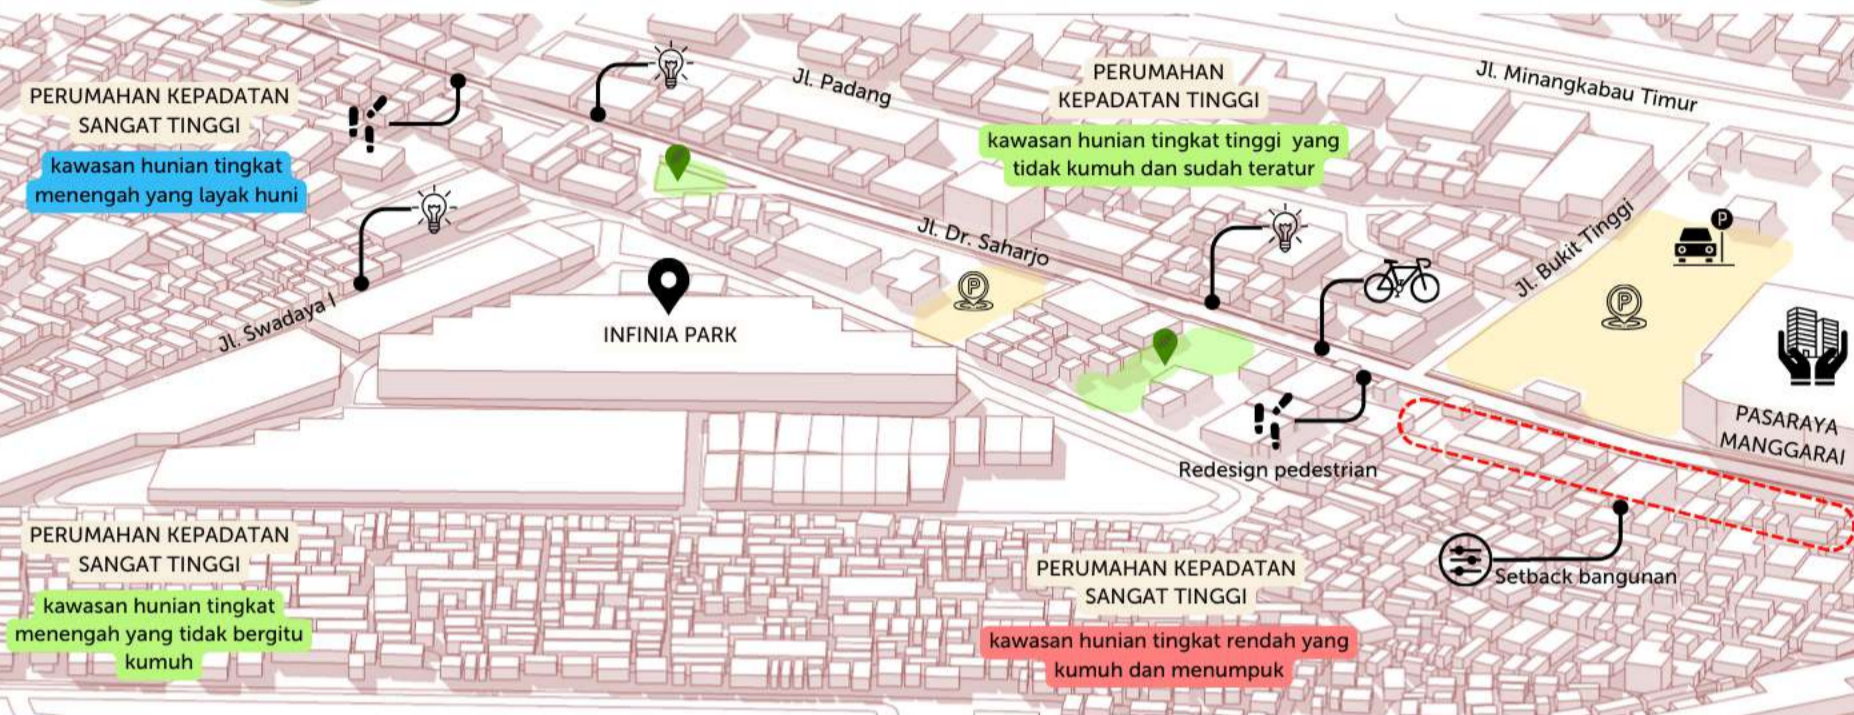 PERUMAHAN KEPADATAN
SANGAT TINGGI
kawasan hunian tingkat
menengah yang layak huni
Jl. Padang
PERUMAHAN
KEPADATAN TINGGI
kawasan hunian tingkat tinggi yang
tidak kumuh dan sudah teratur
Jl. Minangkabau Timur
Jl. Swadaya I
INFINIA PARK
Jl. Dr. Saharjo
P
Jl. Bukit Tinggi
P
P
PASARAYA
MANGGARAI
Redesign pedestrian
Setback bangunan
PERUMAHAN KEPADATAN
SANGAT TINGGI
kawasan hunian tingkat
menengah yang tidak bergitu
kumuh
PERUMAHAN KEPADATAN
SANGAT TINGGI
kawasan hunian tingkat rendah yang
kumuh dan menumpuk